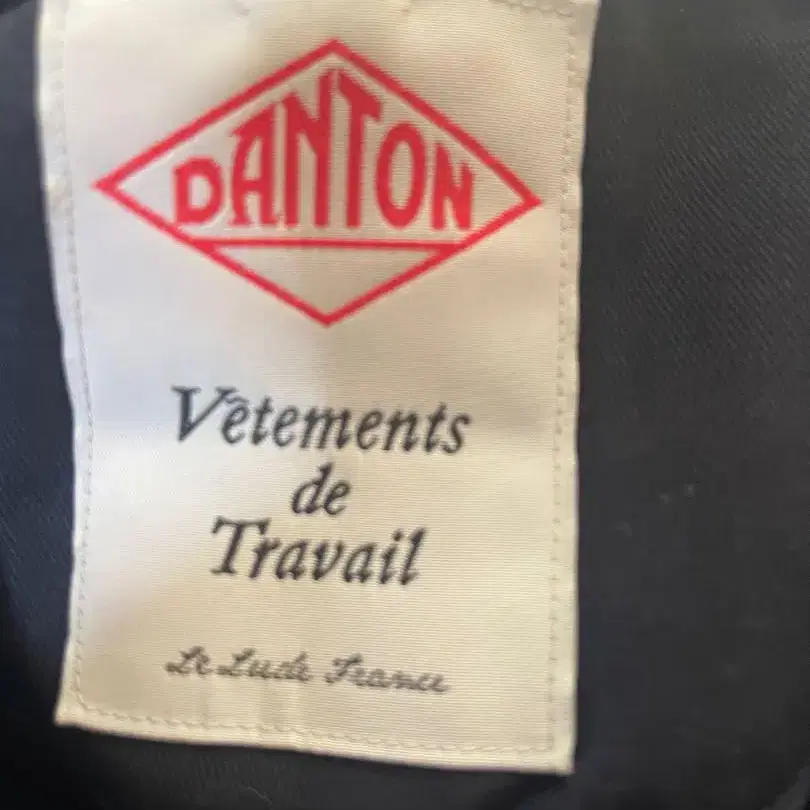 DANTON
Vêtements
de
Travail
Le Lude France